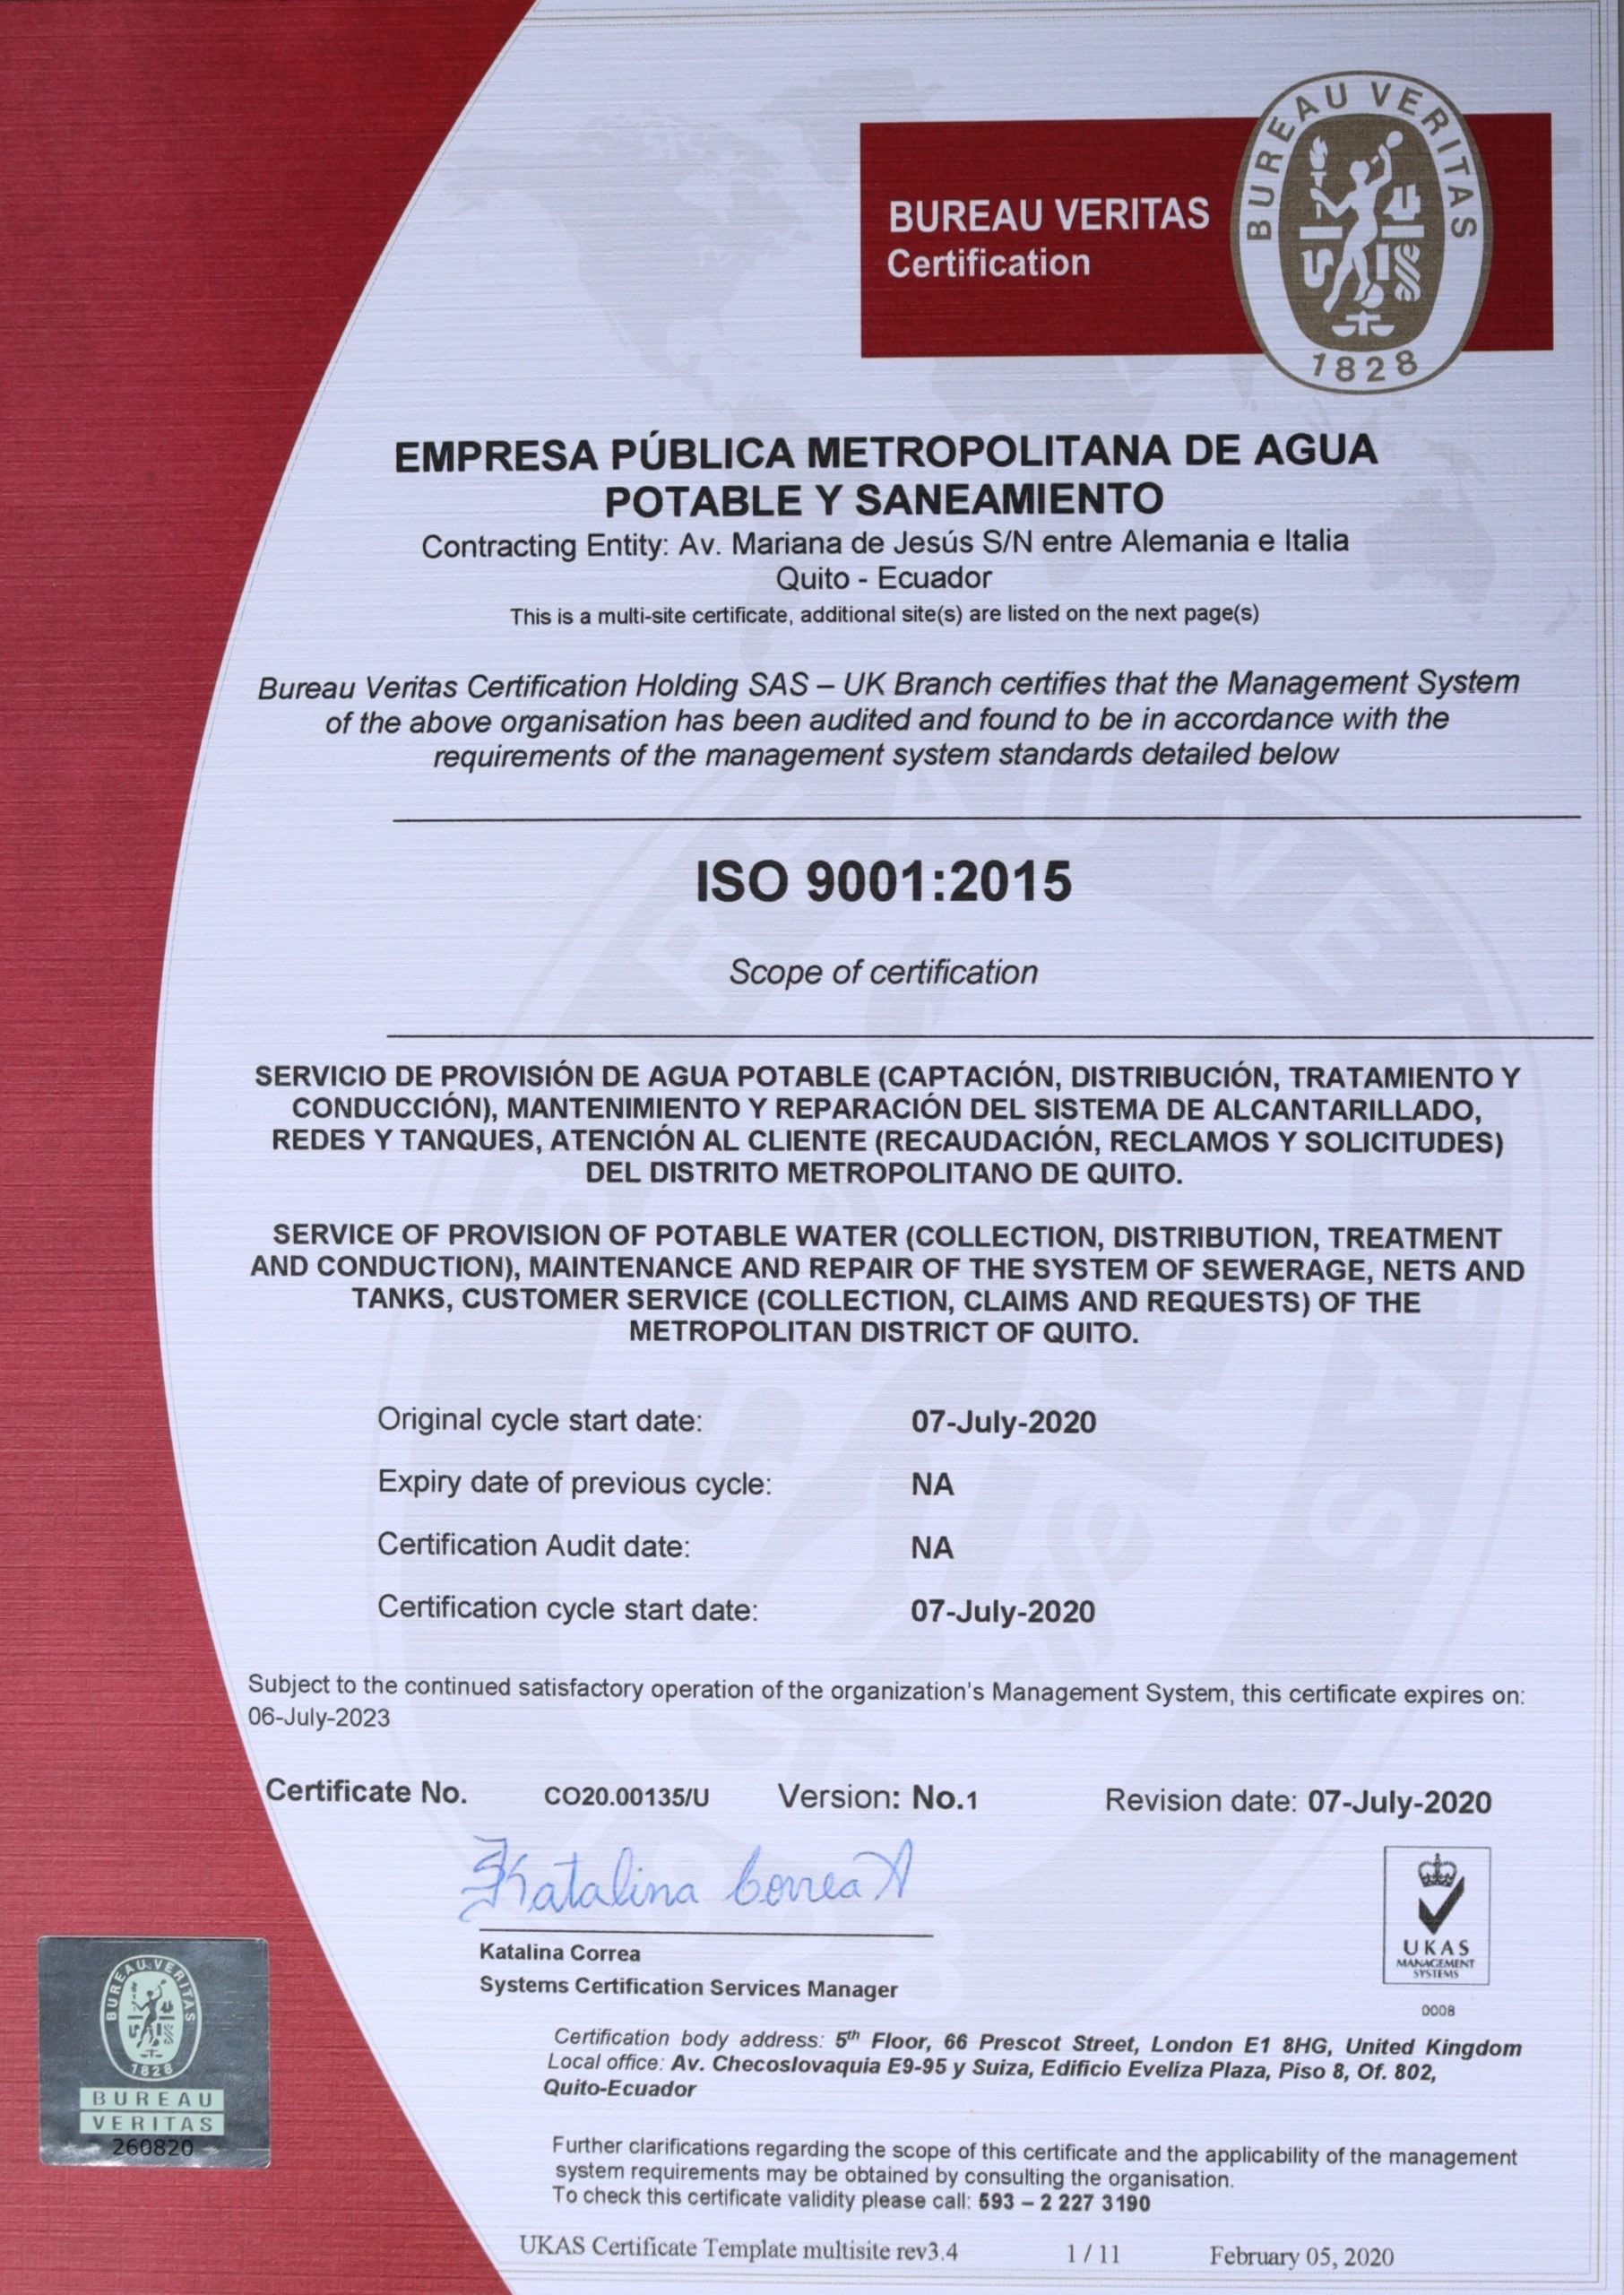 BUREAU VERITAS
Certification
BUREAU VERITAS
1828
EMPRESA PÚBLICA METROPOLITANA DE AGUA
POTABLE Y SANEAMIENTO
Contracting Entity: Av. Mariana de Jesús S/N entre Alemania e Italia
Quito - Ecuador
This is a multi-site certificate, additional site(s) are listed on the next page(s)
Bureau Veritas Certification Holding SAS – UK Branch certifies that the Management System
of the above organisation has been audited and found to be in accordance with the
requirements of the management system standards detailed below
ISO 9001:2015
Scope of certification
SERVICIO DE PROVISIÓN DE AGUA POTABLE (CAPTACIÓN, DISTRIBUCIÓN, TRATAMIENTO Y
CONDUCCIÓN), MANTENIMIENTO Y REPARACIÓN DEL SISTEMA DE ALCANTARILLADO,
REDES Y TANQUES, ATENCIÓN AL CLIENTE (RECAUDACIÓN, RECLAMOS Y SOLICITUDES)
DEL DISTRITO METROPOLITANO DE QUITO.
SERVICE OF PROVISION OF POTABLE WATER (COLLECTION, DISTRIBUTION, TREATMENT
AND CONDUCTION), MAINTENANCE AND REPAIR OF THE SYSTEM OF SEWERAGE, NETS AND
TANKS, CUSTOMER SERVICE (COLLECTION, CLAIMS AND REQUESTS) OF THE
METROPOLITAN DISTRICT OF QUITO.
Original cycle start date: 07-July-2020
Expiry date of previous cycle: NA
Certification Audit date: NA
Certification cycle start date: 07-July-2020
Subject to the continued satisfactory operation of the organization's Management System, this certificate expires on:
06-July-2023
Certificate No. CO20.00135/U Version: No.1 Revision date: 07-July-2020
Katalina Correa A
Katalina Correa
Systems Certification Services Manager
UKAS
MANAGEMENT
SYSTEMS
0008
Certification body address: 5th Floor, 66 Prescot Street, London E1 8HG, United Kingdom
Local office: Av. Checoslovaquia E9-95 y Suiza, Edificio Eveliza Plaza, Piso 8, Of. 802,
Quito-Ecuador
BUREAU VERITAS
1828
BUREAU
VERITAS
260820
Further clarifications regarding the scope of this certificate and the applicability of the management
system requirements may be obtained by consulting the organisation.
To check this certificate validity please call: 593 – 2 227 3190
UKAS Certificate Template multisite rev3.4 1 / 11 February 05, 2020